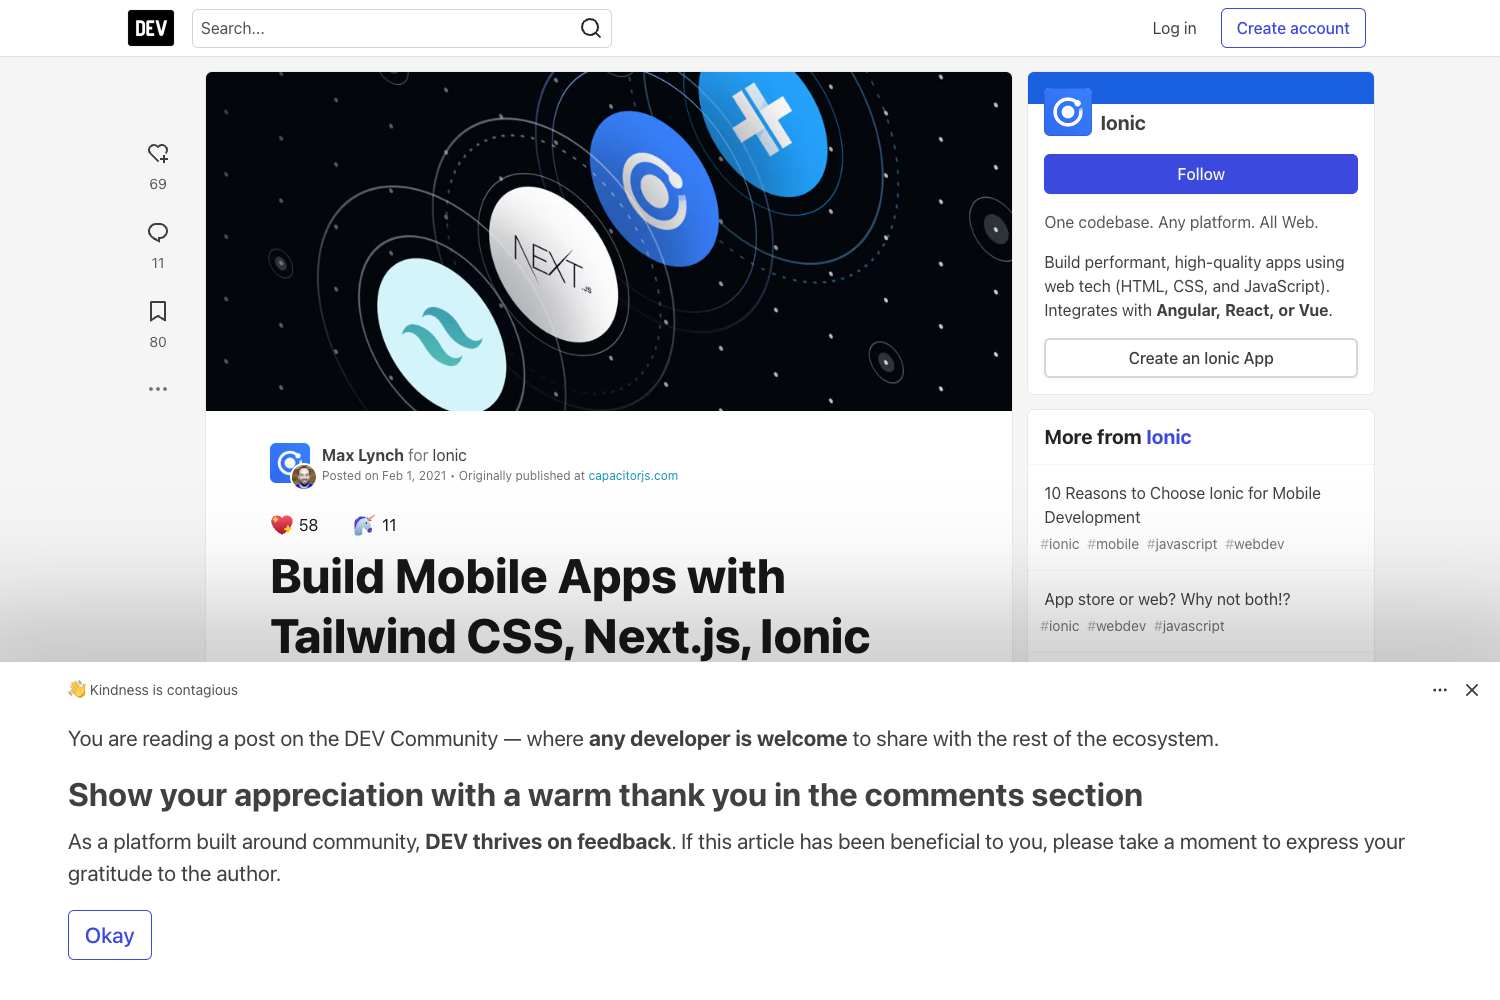 DEV
Search...
Log in
Create account
69
11
80
NEXT
.JS
Ionic
Follow
One codebase. Any platform. All Web.
Build performant, high-quality apps using
web tech (HTML, CSS, and JavaScript).
Integrates with Angular, React, or Vue.
Create an Ionic App
More from Ionic
10 Reasons to Choose Ionic for Mobile
Development
#ionic #mobile #javascript #webdev
App store or web? Why not both!?
#ionic #webdev #javascript
Max Lynch for Ionic
Posted on Feb 1, 2021 • Originally published at capacitorjs.com
58
11
Build Mobile Apps with
Tailwind CSS, Next.js, Ionic
👋 Kindness is contagious
You are reading a post on the DEV Community — where any developer is welcome to share with the rest of the ecosystem.
Show your appreciation with a warm thank you in the comments section
As a platform built around community, DEV thrives on feedback. If this article has been beneficial to you, please take a moment to express your
gratitude to the author.
Okay